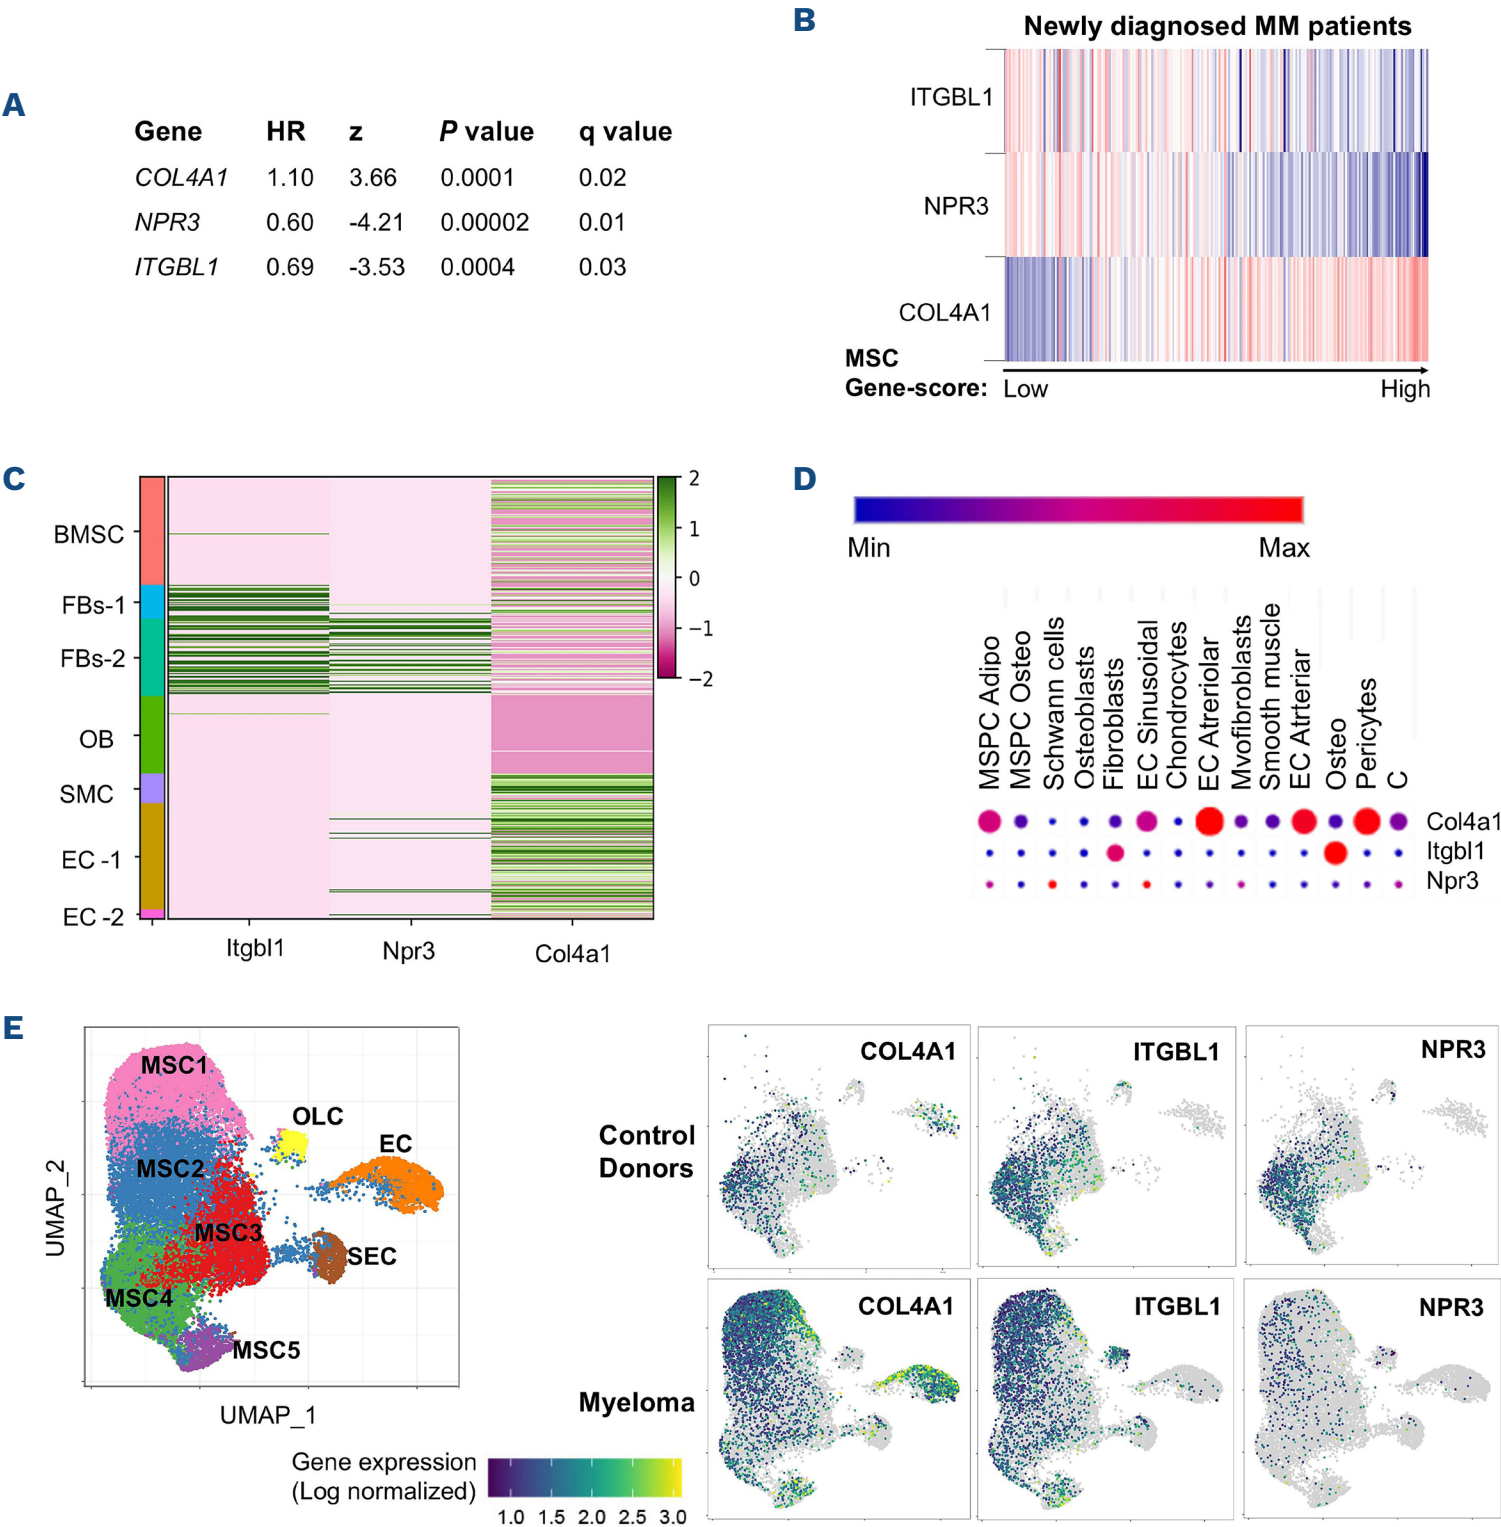 A
Gene HR z P value q value
COL4A1 1.10 3.66 0.0001 0.02
NPR3 0.60 -4.21 0.00002 0.01
ITGBL1 0.69 -3.53 0.0004 0.03
B
Newly diagnosed MM patients
ITGBL1
NPR3
COL4A1
MSC
Gene-score: Low High
C
BMSC
FBs-1
FBs-2
OB
SMC
EC -1
EC -2
Itgbl1 Npr3 Col4a1
2
1
0
−1
−2
D
Min Max
MSPC Adipo
MSPC Osteo
Schwann cells
Osteoblasts
Fibroblasts
EC Sinusoidal
Chondrocytes
EC Atreriolar
Mvofibroblasts
Smooth muscle
EC Atrteriar
Osteo
Pericytes
C
Col4a1
Itgbl1
Npr3
E
MSC1
OLC
EC
MSC2
MSC3
SEC
MSC4
MSC5
UMAP_2
UMAP_1
Control
Donors
COL4A1 ITGBL1 NPR3
Myeloma
COL4A1 ITGBL1 NPR3
Gene expression
(Log normalized)
1.0 1.5 2.0 2.5 3.0